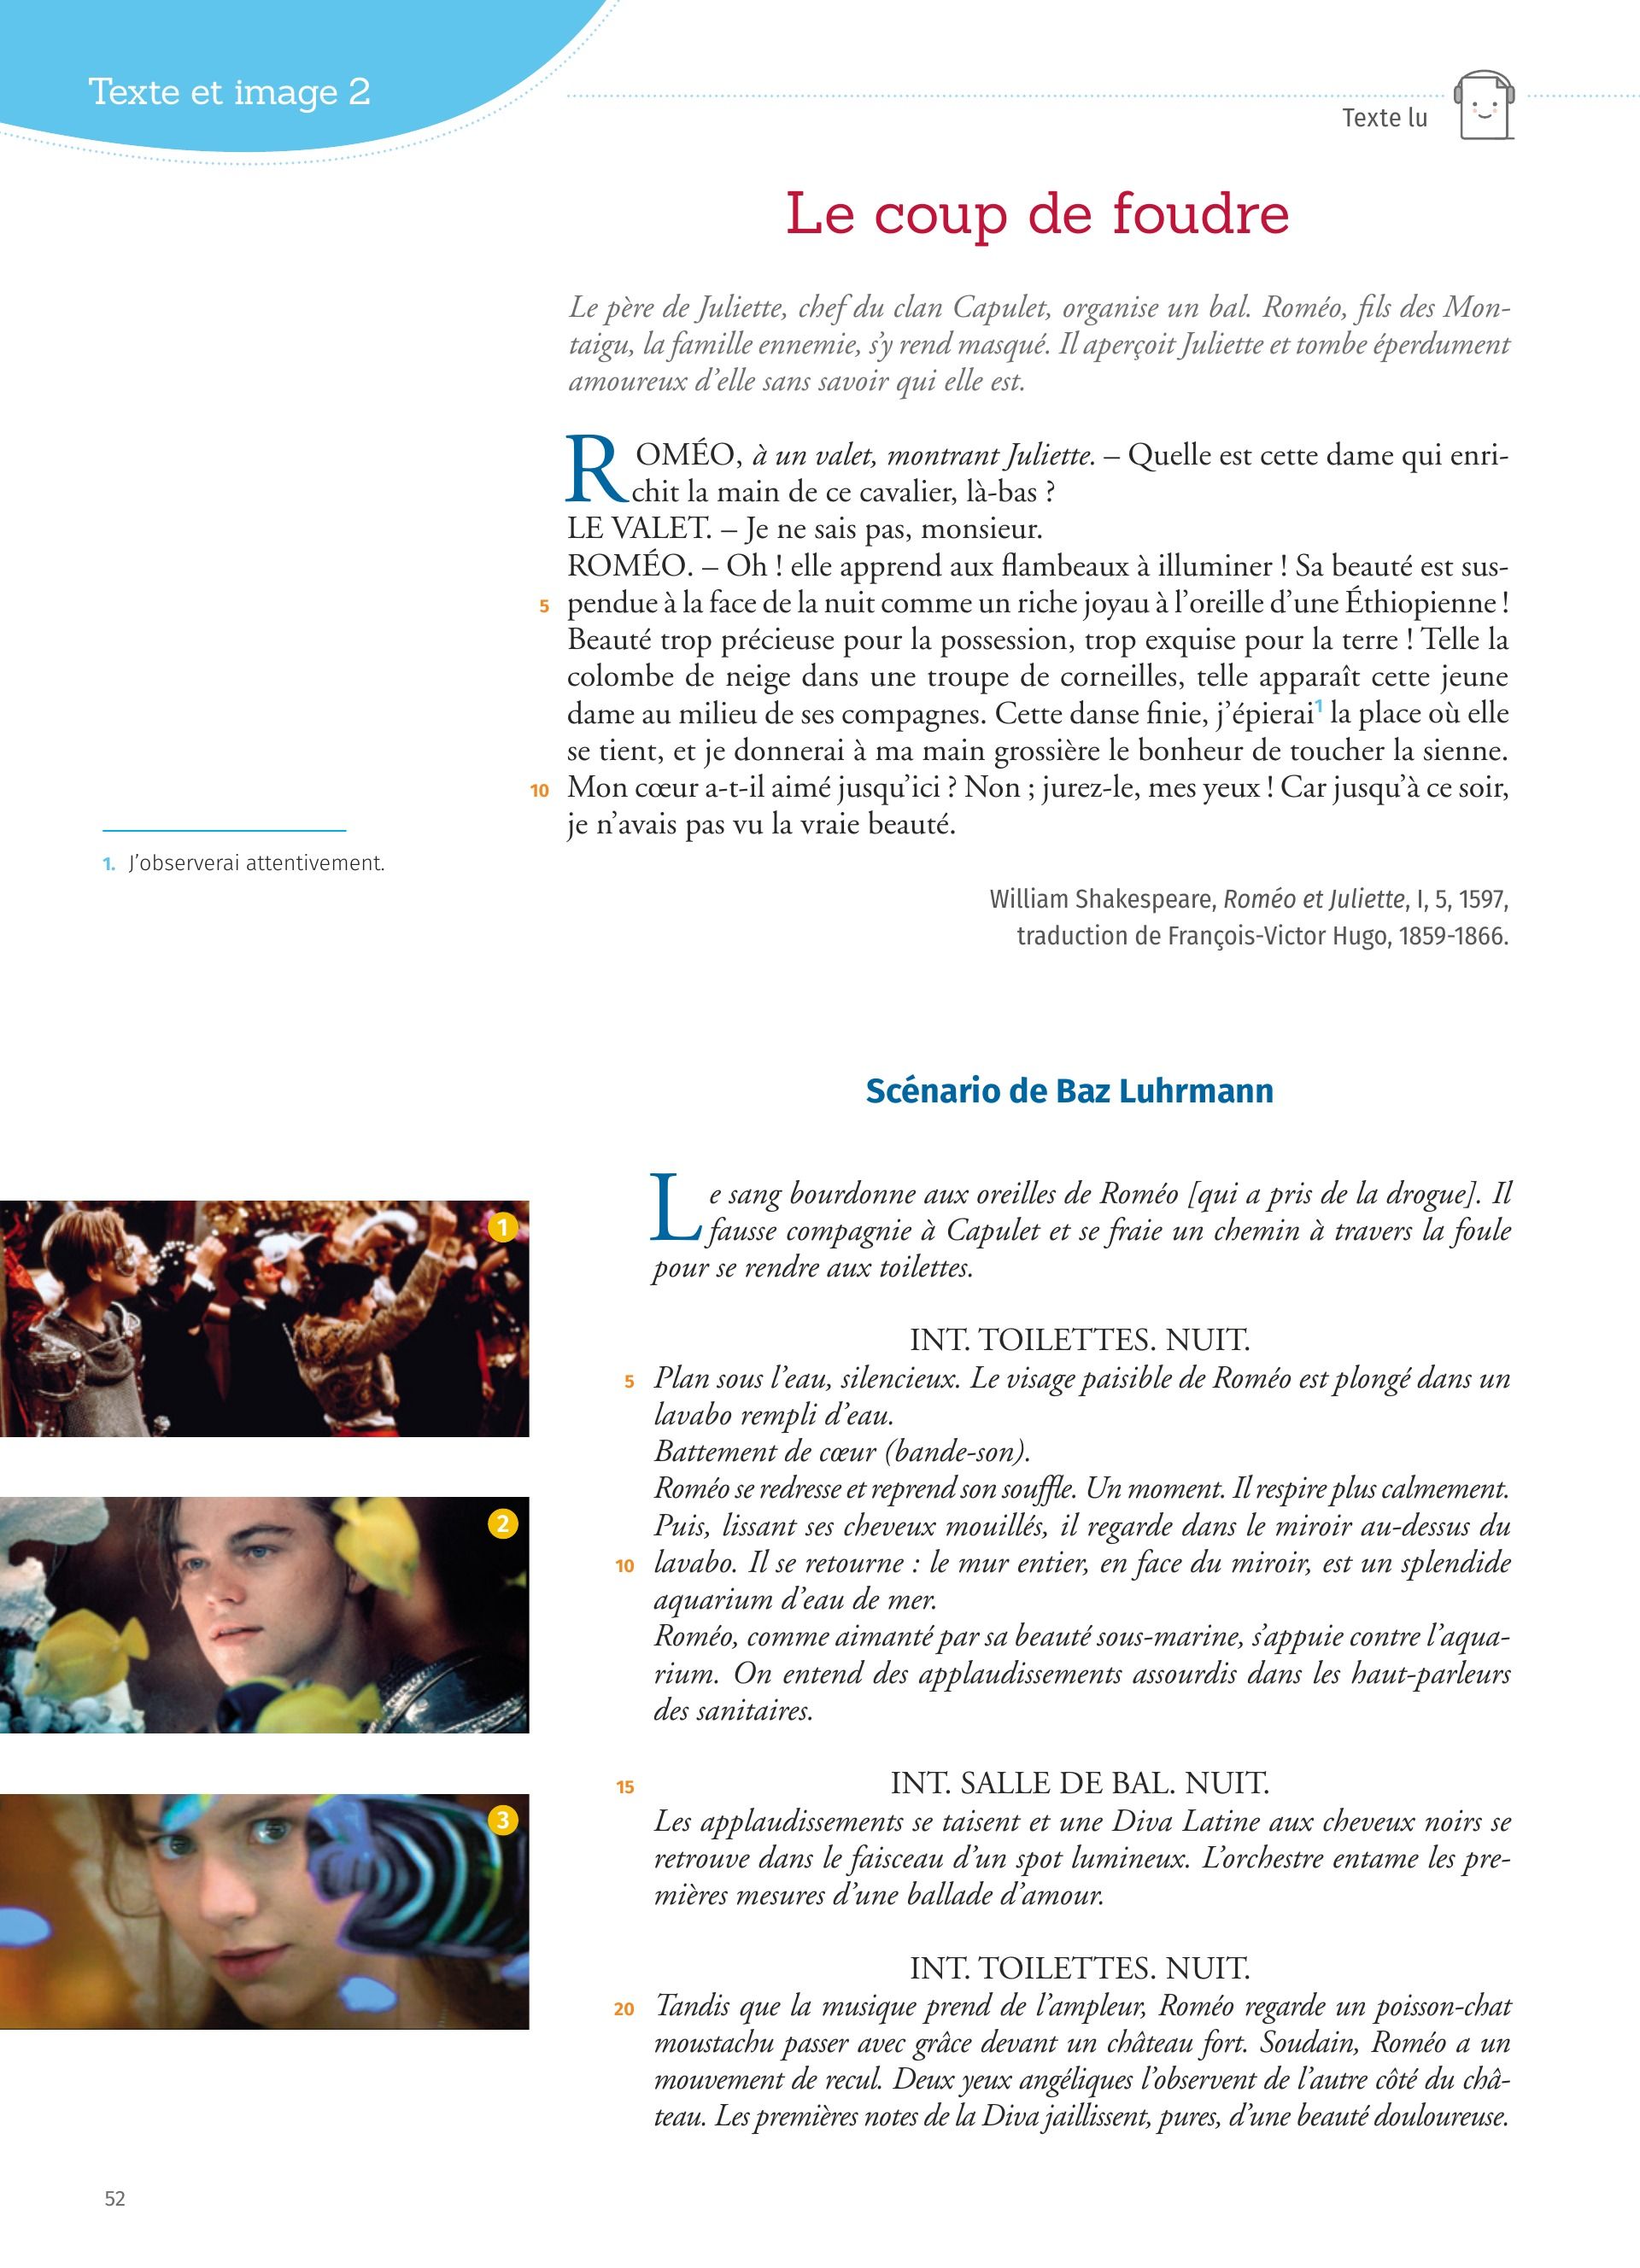 Texte et image 2
Texte lu
Le coup de foudre
Le père de Juliette, chef du clan Capulet, organise un bal. Roméo, fils des Mon-
taigu, la famille ennemie, s’y rend masqué. Il aperçoit Juliette et tombe éperdument
amoureux d’elle sans savoir qui elle est.
ROMÉO, à un valet, montrant Juliette. – Quelle est cette dame qui enri-
chit la main de ce cavalier, là-bas ?
LE VALET. – Je ne sais pas, monsieur.
ROMÉO. – Oh ! elle apprend aux flambeaux à illuminer ! Sa beauté est sus-
5 pendue à la face de la nuit comme un riche joyau à l’oreille d’une Éthiopienne !
Beauté trop précieuse pour la possession, trop exquise pour la terre ! Telle la
colombe de neige dans une troupe de corneilles, telle apparaît cette jeune
dame au milieu de ses compagnes. Cette danse finie, j’épierai1 la place où elle
se tient, et je donnerai à ma main grossière le bonheur de toucher la sienne.
10 Mon cœur a-t-il aimé jusqu’ici ? Non ; jurez-le, mes yeux ! Car jusqu’à ce soir,
je n’avais pas vu la vraie beauté.
1. J’observerai attentivement.
William Shakespeare, Roméo et Juliette, I, 5, 1597,
traduction de François-Victor Hugo, 1859-1866.
Scénario de Baz Luhrmann
Le sang bourdonne aux oreilles de Roméo [qui a pris de la drogue]. Il
fausse compagnie à Capulet et se fraie un chemin à travers la foule
pour se rendre aux toilettes.
INT. TOILETTES. NUIT.
5 Plan sous l’eau, silencieux. Le visage paisible de Roméo est plongé dans un
lavabo rempli d’eau.
Battement de cœur (bande-son).
Roméo se redresse et reprend son souffle. Un moment. Il respire plus calmement.
Puis, lissant ses cheveux mouillés, il regarde dans le miroir au-dessus du
10 lavabo. Il se retourne : le mur entier, en face du miroir, est un splendide
aquarium d’eau de mer.
Roméo, comme aimanté par sa beauté sous-marine, s’appuie contre l’aqua-
rium. On entend des applaudissements assourdis dans les haut-parleurs
des sanitaires.
15 INT. SALLE DE BAL. NUIT.
Les applaudissements se taisent et une Diva Latine aux cheveux noirs se
retrouve dans le faisceau d’un spot lumineux. L’orchestre entame les pre-
mières mesures d’une ballade d’amour.
INT. TOILETTES. NUIT.
20 Tandis que la musique prend de l’ampleur, Roméo regarde un poisson-chat
moustachu passer avec grâce devant un château fort. Soudain, Roméo a un
mouvement de recul. Deux yeux angéliques l’observent de l’autre côté du châ-
teau. Les premières notes de la Diva jaillissent, pures, d’une beauté douloureuse.
1
2
3
52